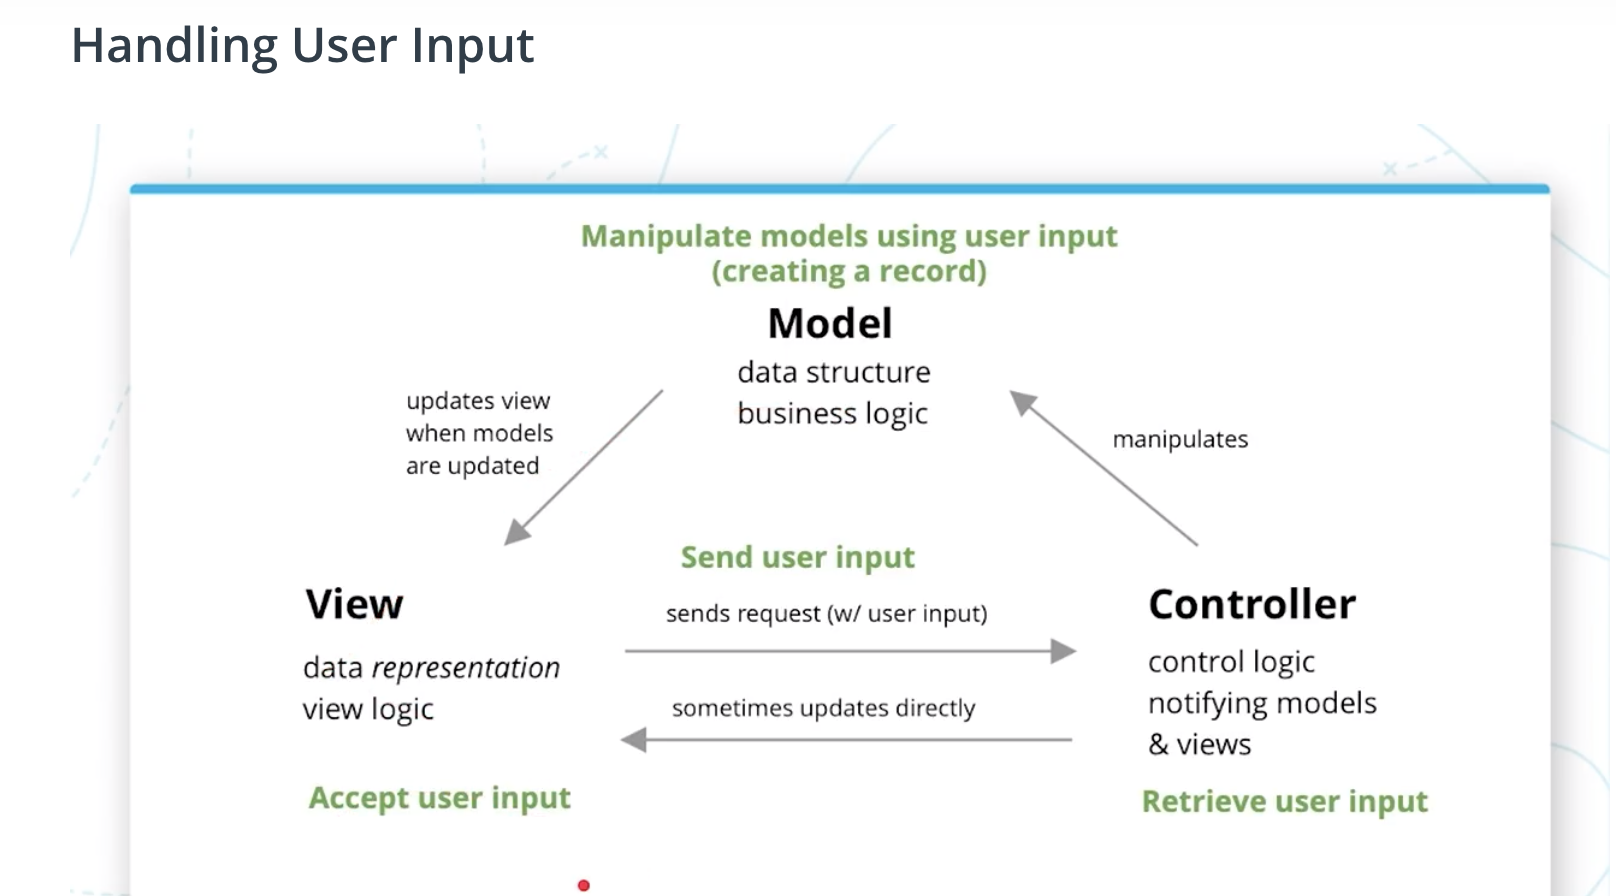 Handling User Input
Manipulate models using user input
(creating a record)
Model
data structure
business logic
updates view
when models
are updated
manipulates
Send user input
sends request (w/ user input)
View
data representation
view logic
Controller
control logic
notifying models
& views
sometimes updates directly
Accept user input
Retrieve user input